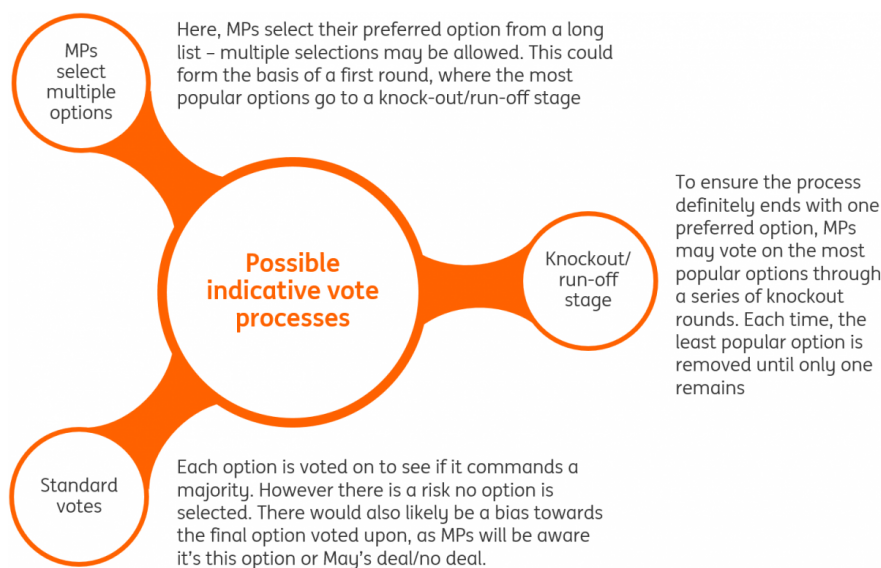 MPs
select
multiple
options
Here, MPs select their preferred option from a long
list – multiple selections may be allowed. This could
form the basis of a first round, where the most
popular options go to a knock-out/run-off stage
Possible
indicative vote
processes
Knockout/
run-off
stage
To ensure the process
definitely ends with one
preferred option, MPs
may vote on the most
popular options through
a series of knockout
rounds. Each time, the
least popular option is
removed until only one
remains
Standard
votes
Each option is voted on to see if it commands a
majority. However there is a risk no option is
selected. There would also likely be a bias towards
the final option voted upon, as MPs will be aware
it's this option or May's deal/no deal.